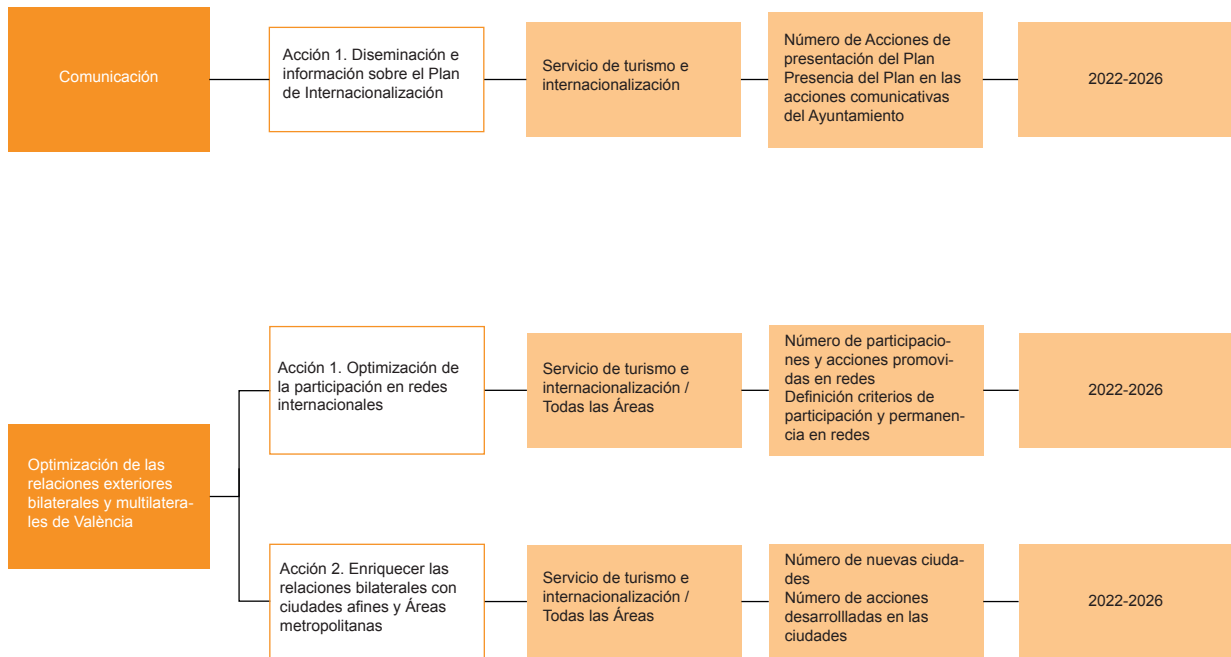 Comunicación
Acción 1. Diseminación e
información sobre el Plan
de Internacionalización
Servicio de turismo e
internacionalización
Número de Acciones de
presentación del Plan
Presencia del Plan en las
acciones comunicativas
del Ayuntamiento
2022-2026
Optimización de las
relaciones exteriores
bilaterales y multilatera-
les de València
Acción 1. Optimización de
la participación en redes
internacionales
Servicio de turismo e
internacionalización /
Todas las Áreas
Número de participacio-
nes y acciones promovi-
das en redes
Definición criterios de
participación y permanen-
cia en redes
2022-2026
Acción 2. Enriquecer las
relaciones bilaterales con
ciudades afines y Áreas
metropolitanas
Servicio de turismo e
internacionalización /
Todas las Áreas
Número de nuevas ciuda-
des
Número de acciones
desarrollladas en las
ciudades
2022-2026